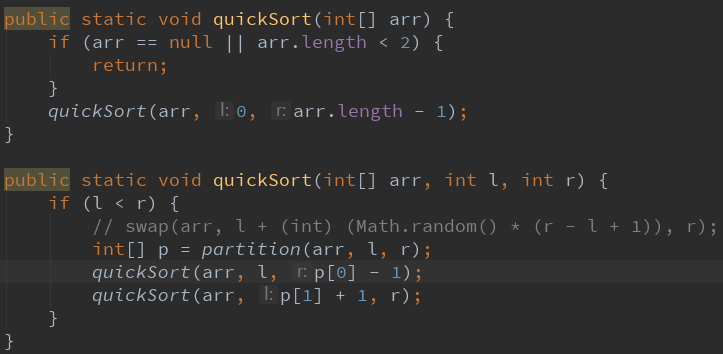 public static void quickSort(int[] arr) {
    if (arr == null || arr.length < 2) {
        return;
    }
    quickSort(arr, l: 0, r: arr.length - 1);
}
public static void quickSort(int[] arr, int l, int r) {
    if (l < r) {
        // swap(arr, l + (int) (Math.random() * (r - l + 1)), r);
        int[] p = partition(arr, l, r);
        quickSort(arr, l, r: p[0] - 1);
        quickSort(arr, l: p[1] + 1, r);
    }
}